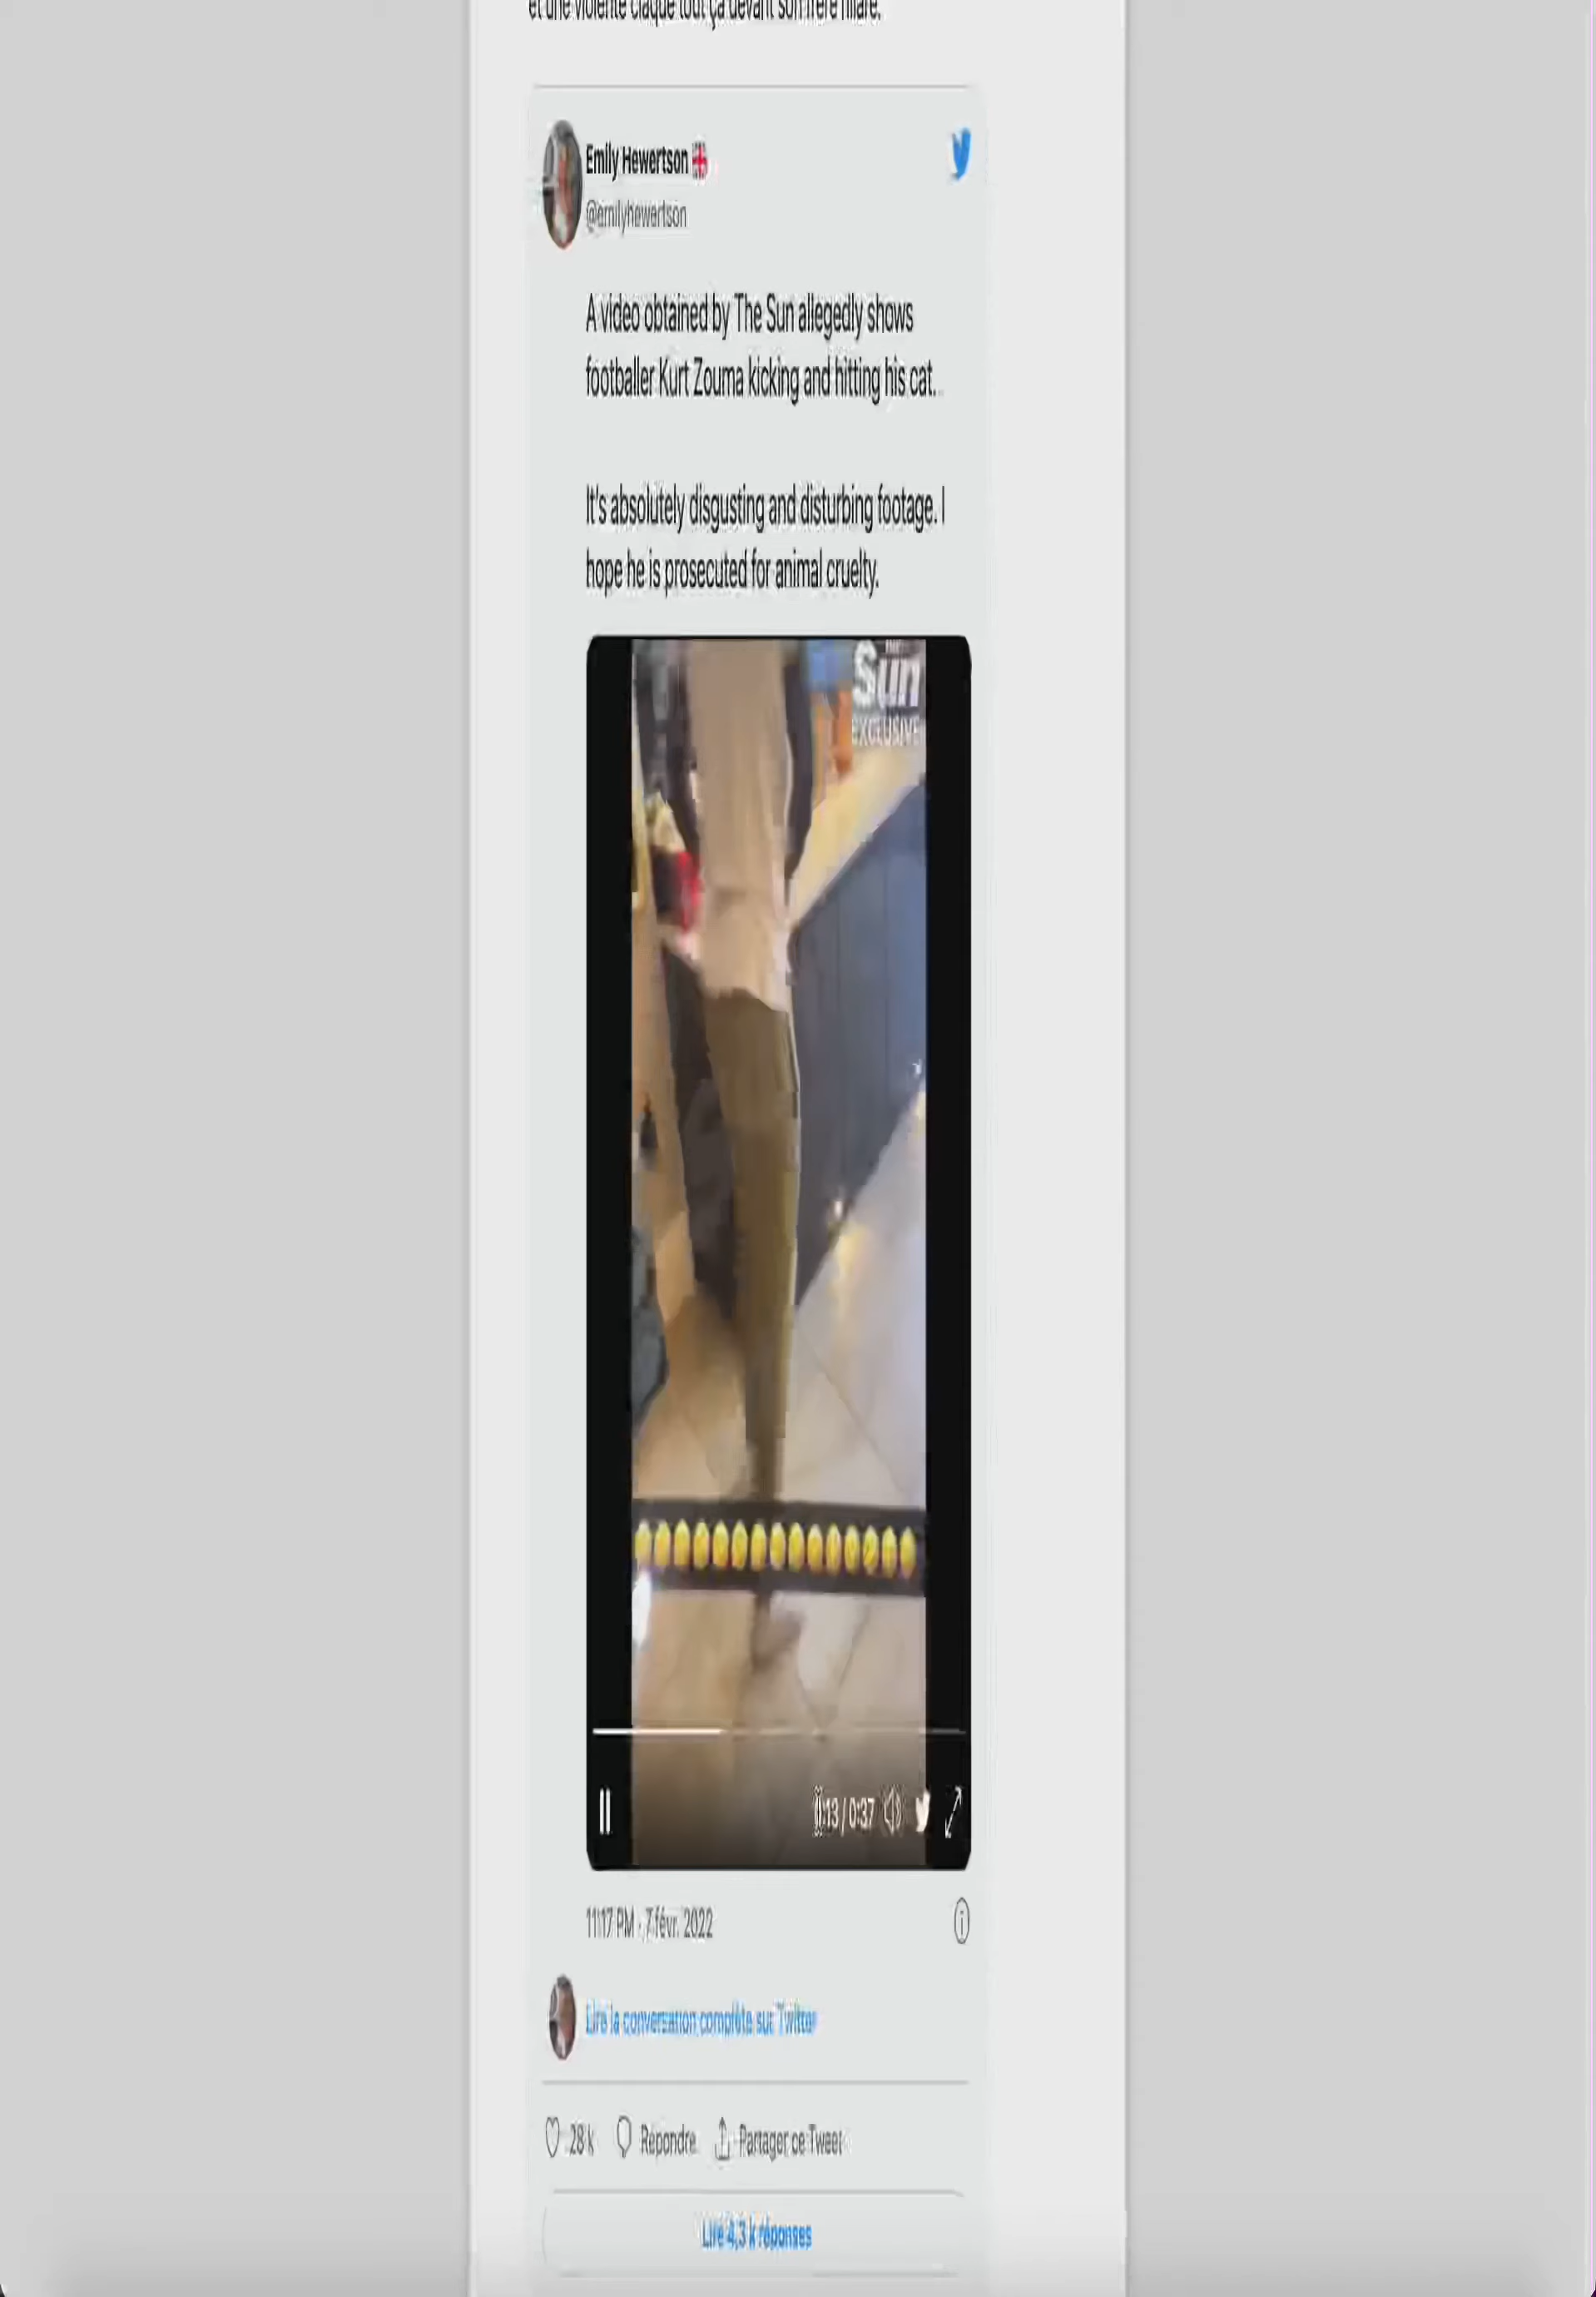 et une violente claque tout ça devant son frère hilare.
Emily Hewertson 🇬🇧
@emilyhewertson
A video obtained by The Sun allegedly shows
footballer Kurt Zouma kicking and hitting his cat..
It's absolutely disgusting and disturbing footage. I
hope he is prosecuted for animal cruelty.
Sun
EXCLUSIVE
0:13 / 0:37
11:17 PM · 7 févr. 2022
Lire la conversation complète sur Twitter
28 k Répondre Partager ce Tweet
Lire 4,3 k réponses